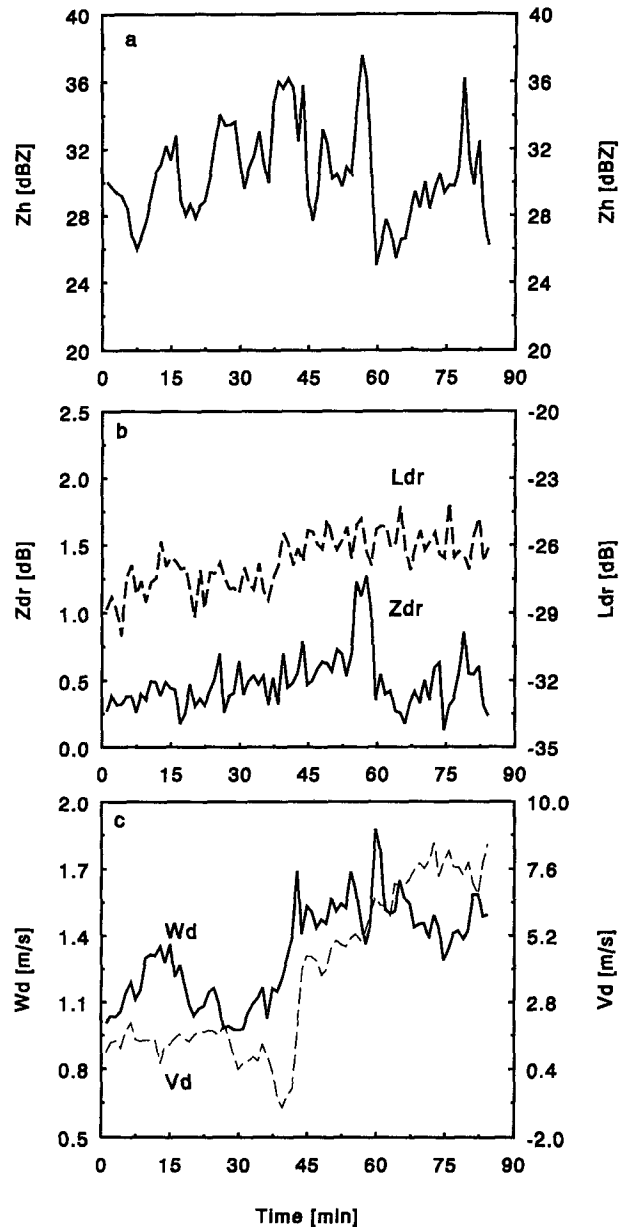 40 40
a
36 36
32 32
Zh [dBZ] Zh [dBZ]
28 28
24 24
20 20
0 15 30 45 60 75 90
2.5 -20
b
Ldr
2.0 -23
1.5 -26
Zdr [dB] Ldr [dB]
1.0 -29
Zdr
0.5 -32
0.0 -35
0 15 30 45 60 75 90
2.0 10.0
c
1.7 7.6
Wd
1.4 5.2
Wd [m/s] Vd [m/s]
1.1 2.8
0.8 0.4
Vd
0.5 -2.0
0 15 30 45 60 75 90
Time [min]